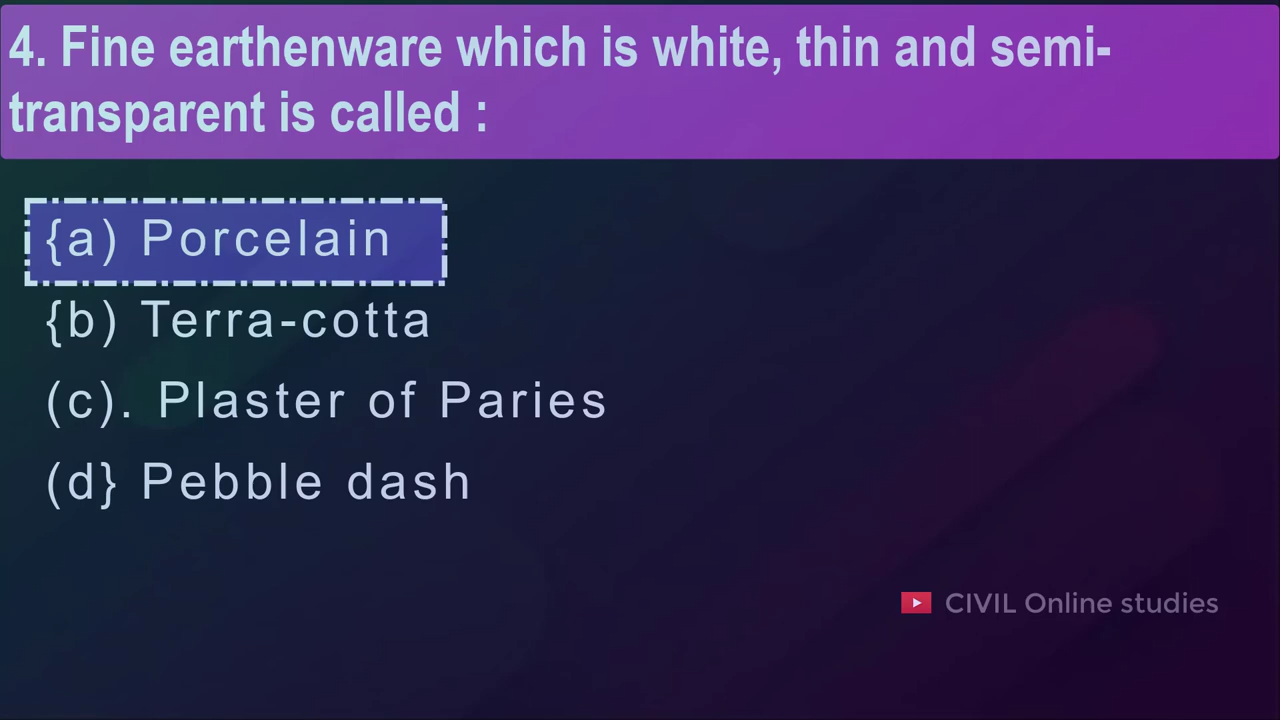 4. Fine earthenware which is white, thin and semi-
transparent is called :
{a) Porcelain
{b) Terra-cotta
(c). Plaster of Paries
(d} Pebble dash
CIVIL Online studies